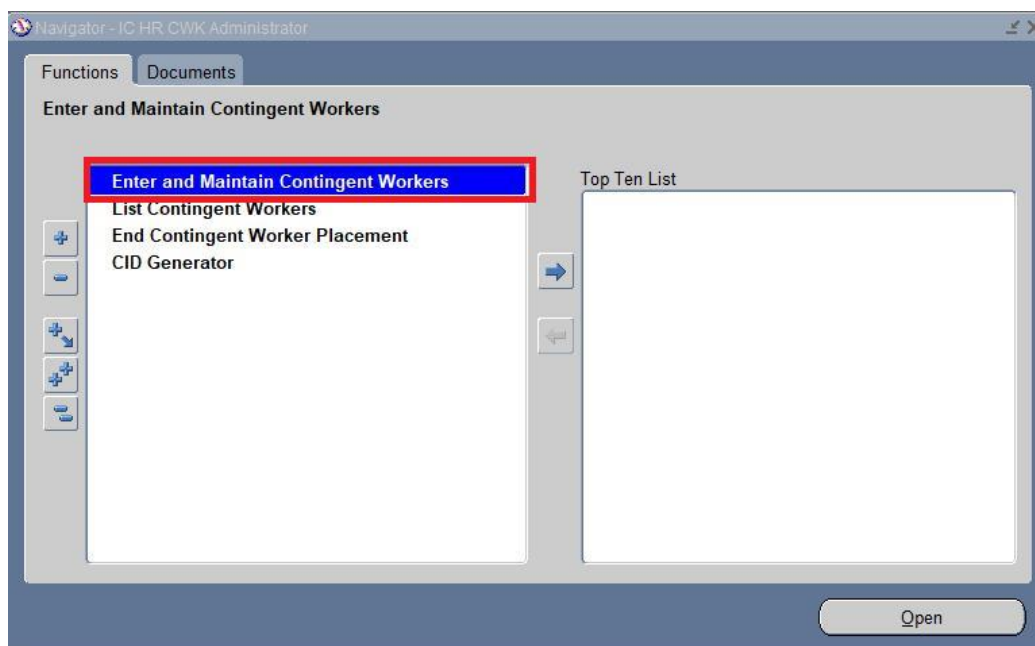 Navigator - IC HR CWK Administrator
Functions Documents
Enter and Maintain Contingent Workers
Enter and Maintain Contingent Workers
List Contingent Workers
End Contingent Worker Placement
CID Generator
Top Ten List
Open